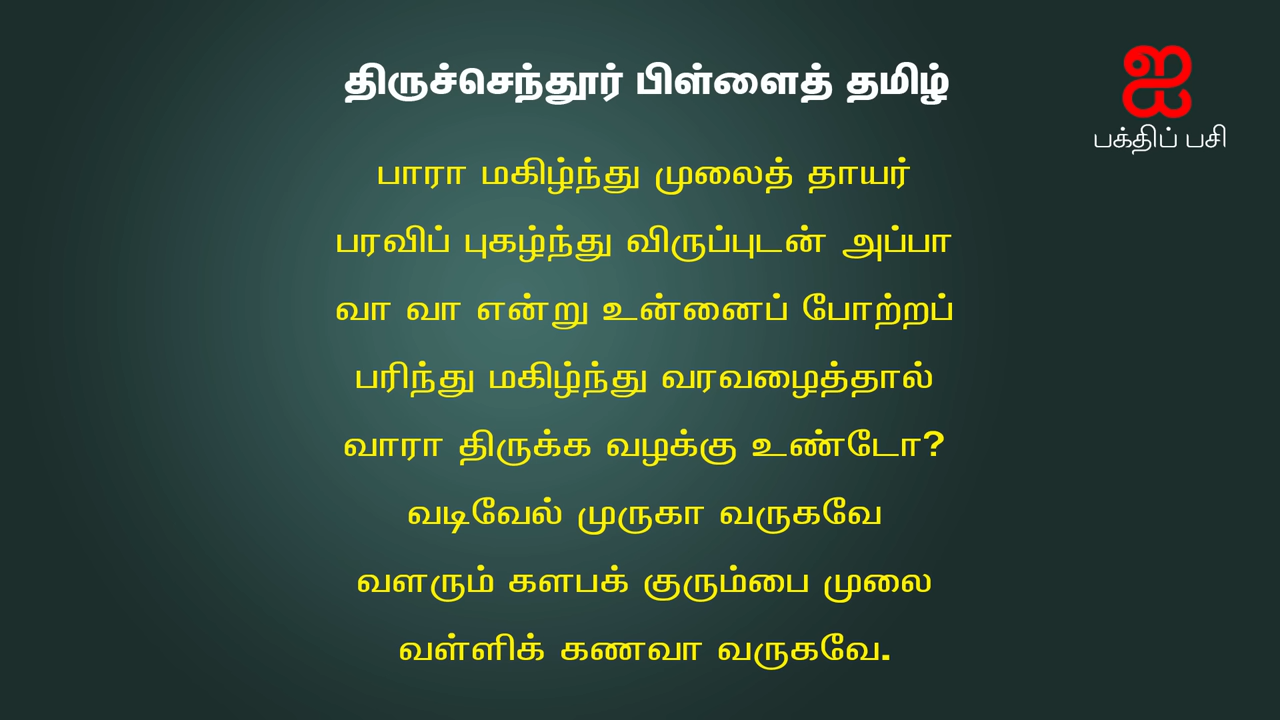 திருச்செந்தூர் பிள்ளைத் தமிழ்
ஐ
பக்திப் பசி
பாரா மகிழ்ந்து முலைத் தாயர்
பரவிப் புகழ்ந்து விருப்புடன் அப்பா
வா வா என்று உன்னைப் போற்றப்
பரிந்து மகிழ்ந்து வரவழைத்தால்
வாரா திருக்க வழக்கு உண்டோ?
வடிவேல் முருகா வருகவே
வளரும் களபக் குரும்பை முலை
வள்ளிக் கணவா வருகவே.